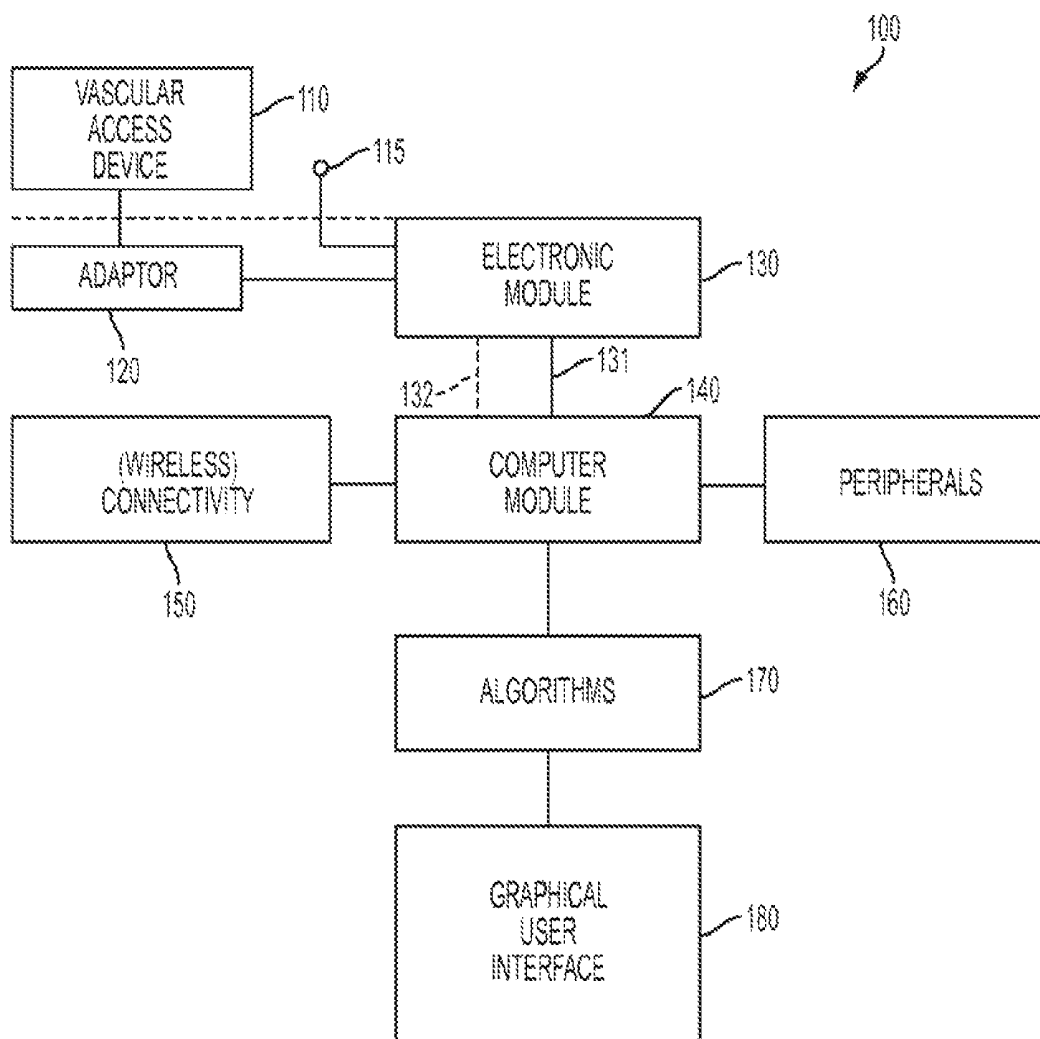 100
VASCULAR
ACCESS
DEVICE
110
115
ADAPTOR
120
ELECTRONIC
MODULE
130
132
131
140
(WIRELESS)
CONNECTIVITY
150
COMPUTER
MODULE
PERIPHERALS
160
ALGORITHMS
170
GRAPHICAL
USER
INTERFACE
180